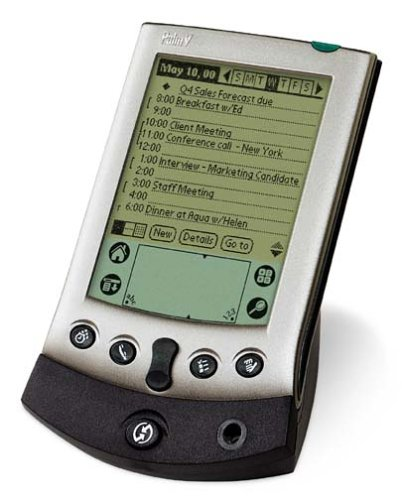 Palm V
May 10, 00 S M T W T F S
Q4 Sales Forecast due
8:00 Breakfast w/Ed
9:00
10:00 Client Meeting
11:00 Conference call - New York
12:00
1:00 Interview - Marketing Candidate
2:00
3:00 Staff Meeting
4:00
6:00 Dinner at Aqua w/Helen
New Details Go to